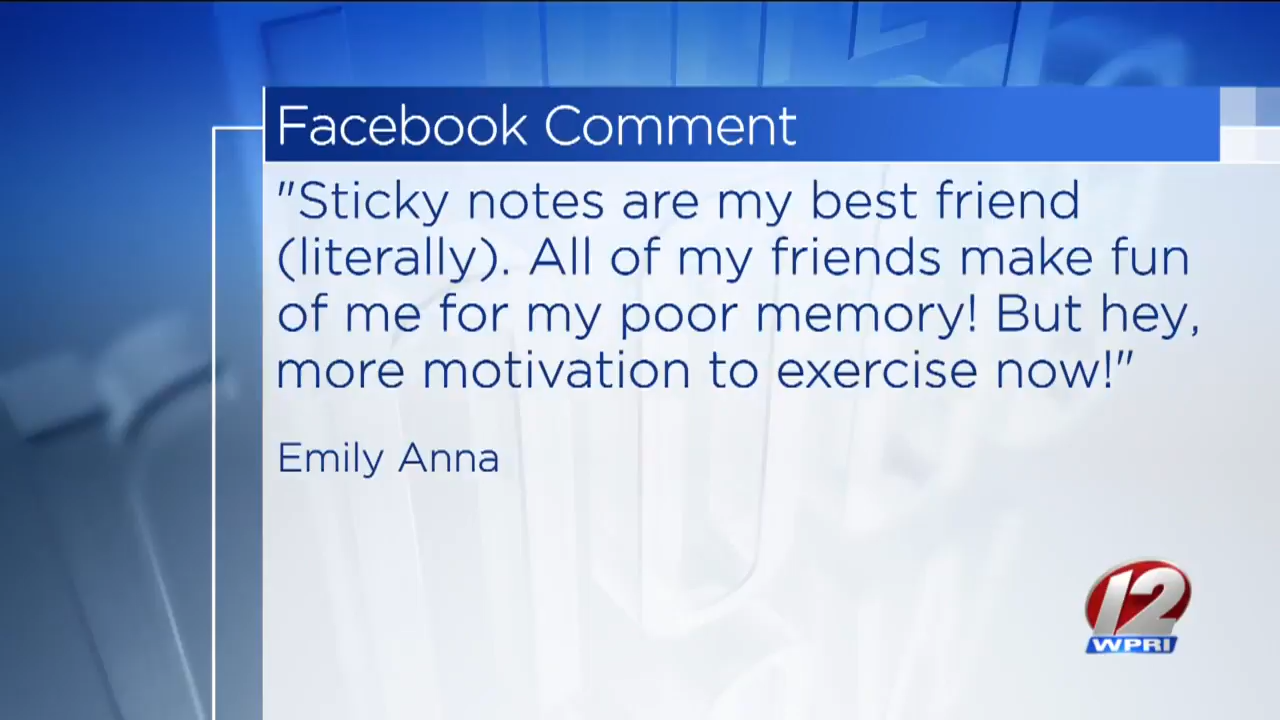 Facebook Comment
"Sticky notes are my best friend
(literally). All of my friends make fun
of me for my poor memory! But hey,
more motivation to exercise now!"
Emily Anna
12
WPRI